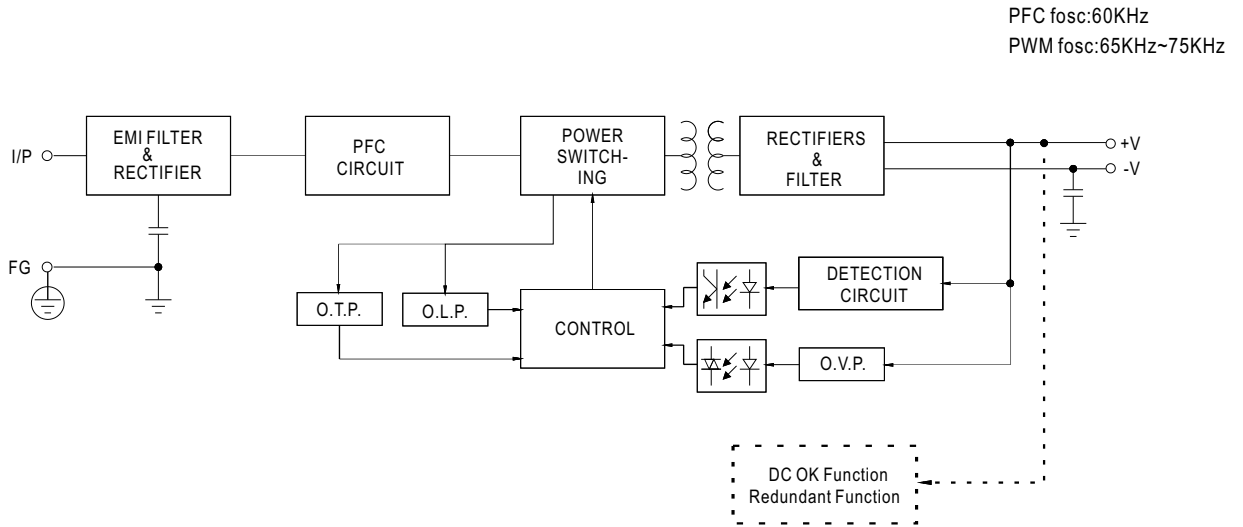 PFC fosc:60KHz
PWM fosc:65KHz~75KHz
I/P
EMI FILTER
&
RECTIFIER
PFC
CIRCUIT
POWER
SWITCH-
ING
RECTIFIERS
&
FILTER
+V
-V
FG
O.T.P.
O.L.P.
CONTROL
DETECTION
CIRCUIT
O.V.P.
DC OK Function
Redundant Function